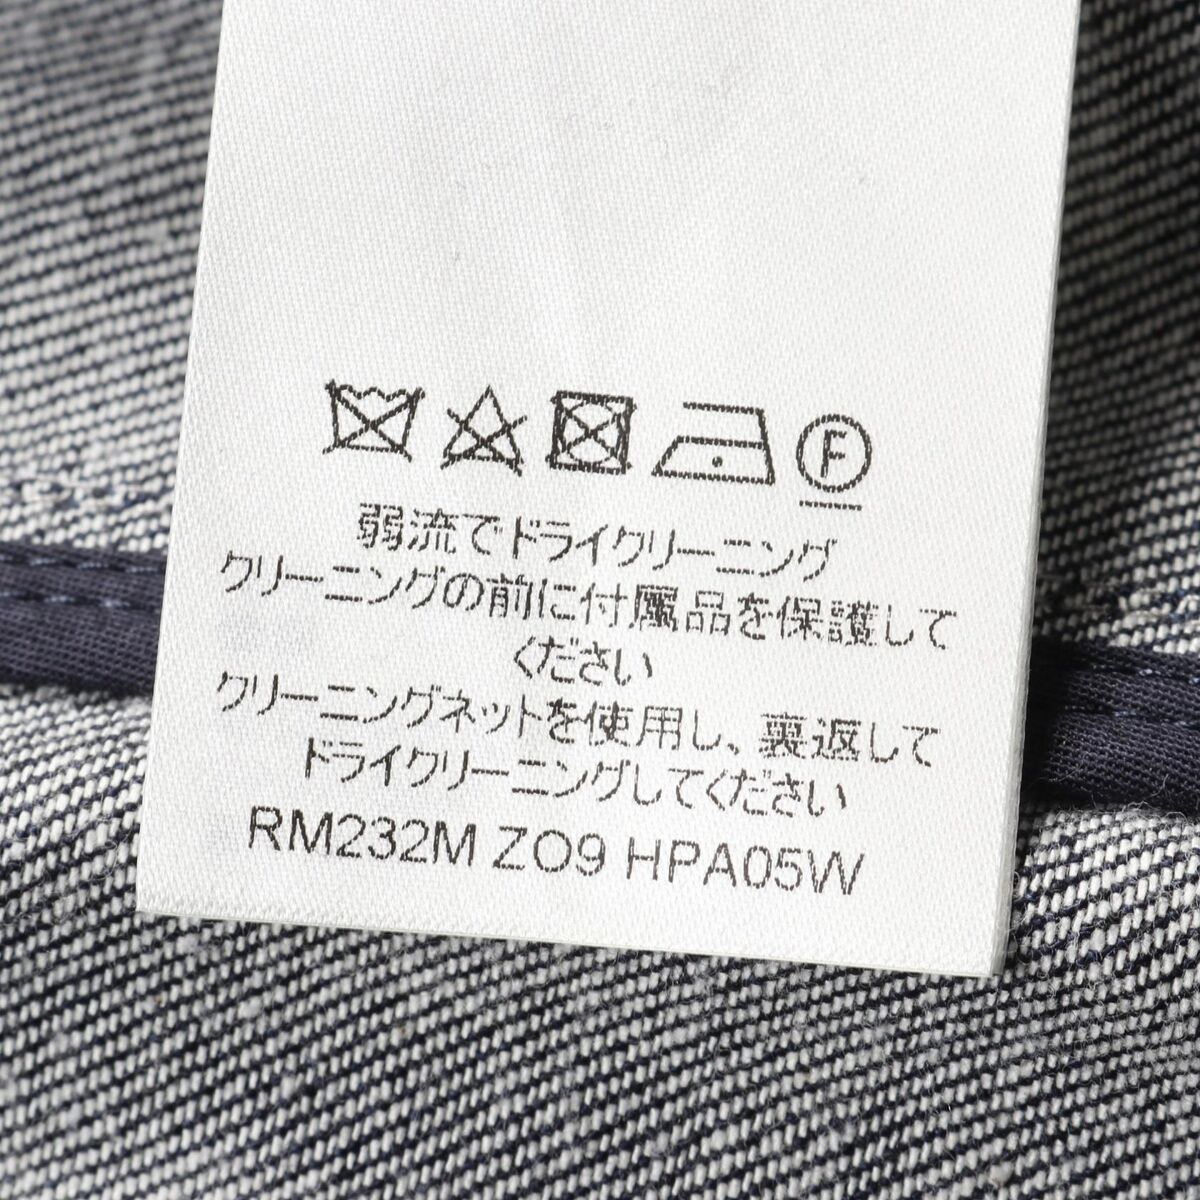 F
弱流でドライクリーニング
クリーニングの前に付属品を保護して
ください
クリーニングネットを使用し、裏返して
ドライクリーニングしてください
RM232M ZO9 HPA05W